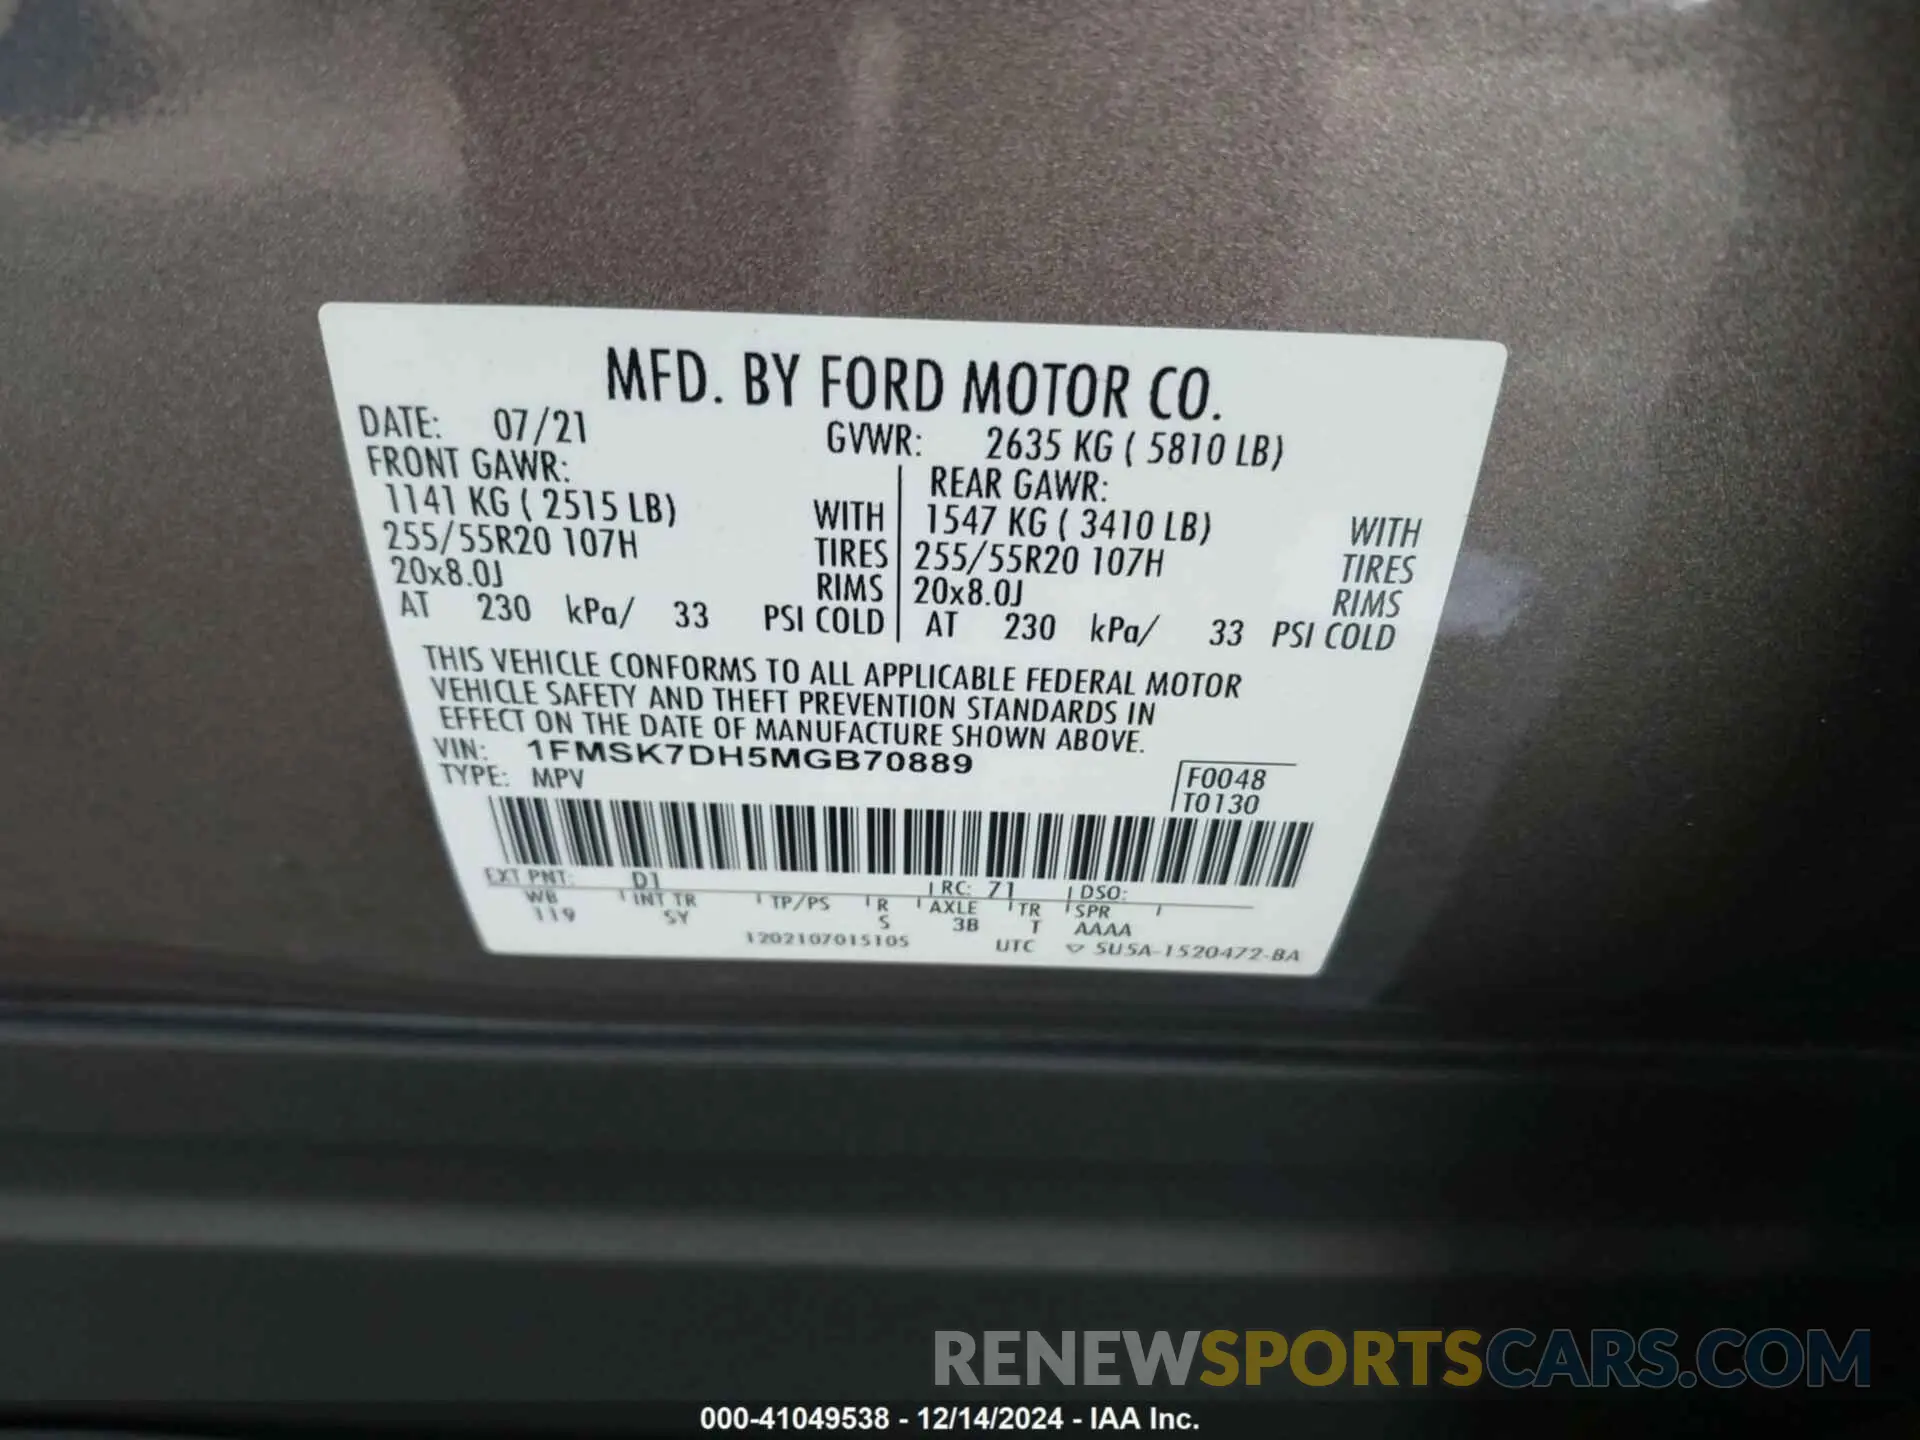 MFD. BY FORD MOTOR CO.
DATE: 07/21 GVWR: 2635 KG ( 5810 LB)
FRONT GAWR: REAR GAWR:
1141 KG ( 2515 LB) WITH 1547 KG ( 3410 LB) WITH
255/55R20 107H TIRES 255/55R20 107H TIRES
20x8.0J RIMS 20x8.0J RIMS
AT 230 kPa/ 33 PSI COLD AT 230 kPa/ 33 PSI COLD
THIS VEHICLE CONFORMS TO ALL APPLICABLE FEDERAL MOTOR
VEHICLE SAFETY AND THEFT PREVENTION STANDARDS IN
EFFECT ON THE DATE OF MANUFACTURE SHOWN ABOVE.
VIN: 1FMSK7DH5MGB70889
TYPE: MPV
F0048
T0130
EXT PNT: D1 RC: 71 DSO:
WB INT TR TP/PS R AXLE TR SPR
119 SY S 3B T AAAA
1202107015105 UTC ▽ SU5A-1520472-BA
RENEWSPORTSCARS.COM
000-41049538 - 12/14/2024 - IAA Inc.